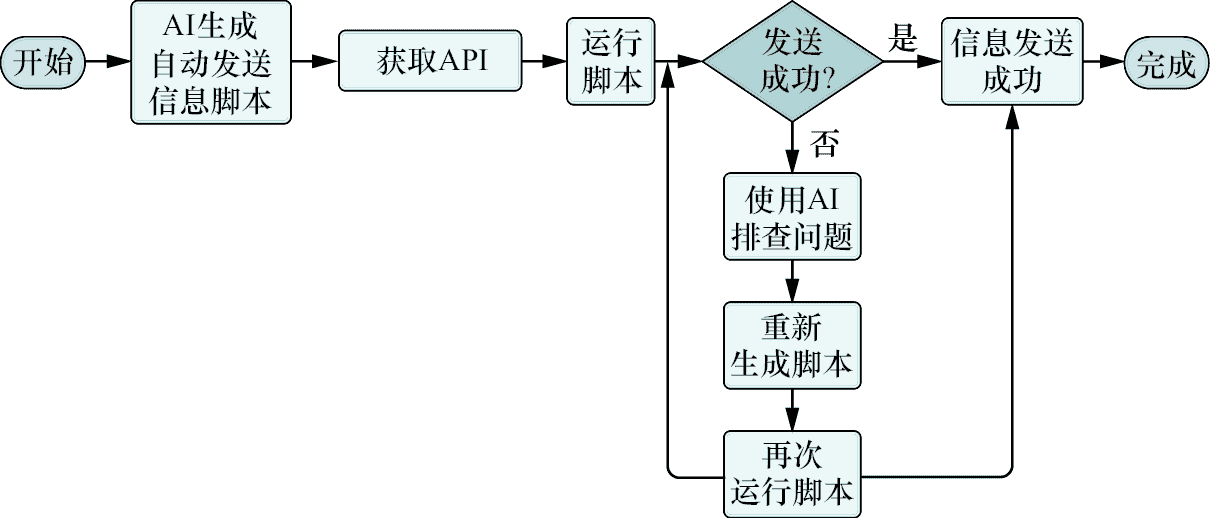 开始
AI生成
自动发送
信息脚本
获取API
运行
脚本
发送
成功?
是
信息发送
成功
完成
否
使用AI
排查问题
重新
生成脚本
再次
运行脚本